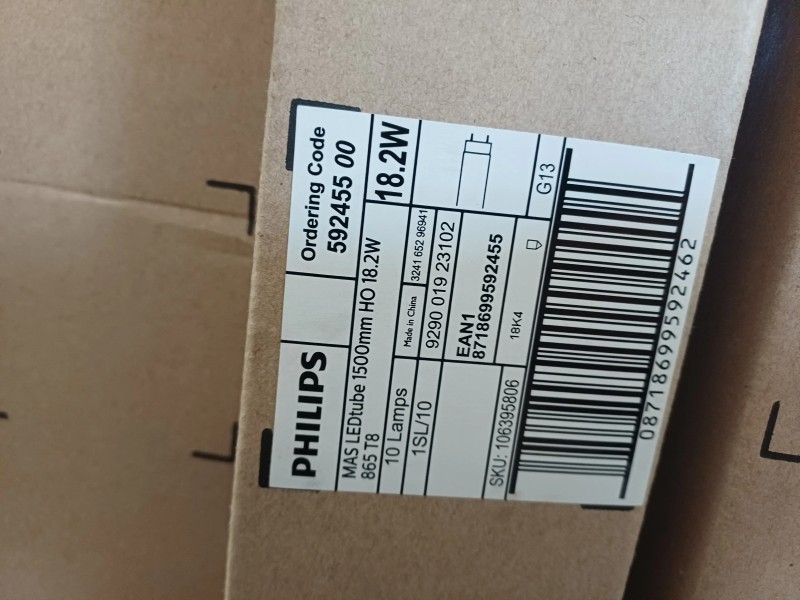 PHILIPS
Ordering Code
592455 00
MAS LEDtube 1500mm HO 18.2W
865 T8
18.2W
10 Lamps
Made in China
3241 652 96941
1SL/10
9290 019 23102
EAN1
8718699592455
G13
SKU: 106395806
18K4
08718699592462